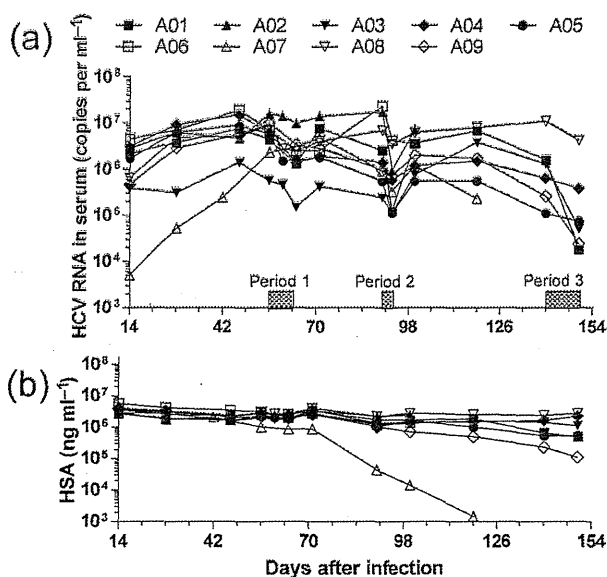 A01 A02 A03 A04 A05
A06 A07 A08 A09
(a)
HCV RNA in serum (copies per ml⁻¹)
10⁸
10⁷
10⁶
10⁵
10⁴
10³
Period 1 Period 2 Period 3
14 42 70 98 126 154
(b)
HSA (ng ml⁻¹)
10⁸
10⁷
10⁶
10⁵
10⁴
10³
14 42 70 98 126 154
Days after infection